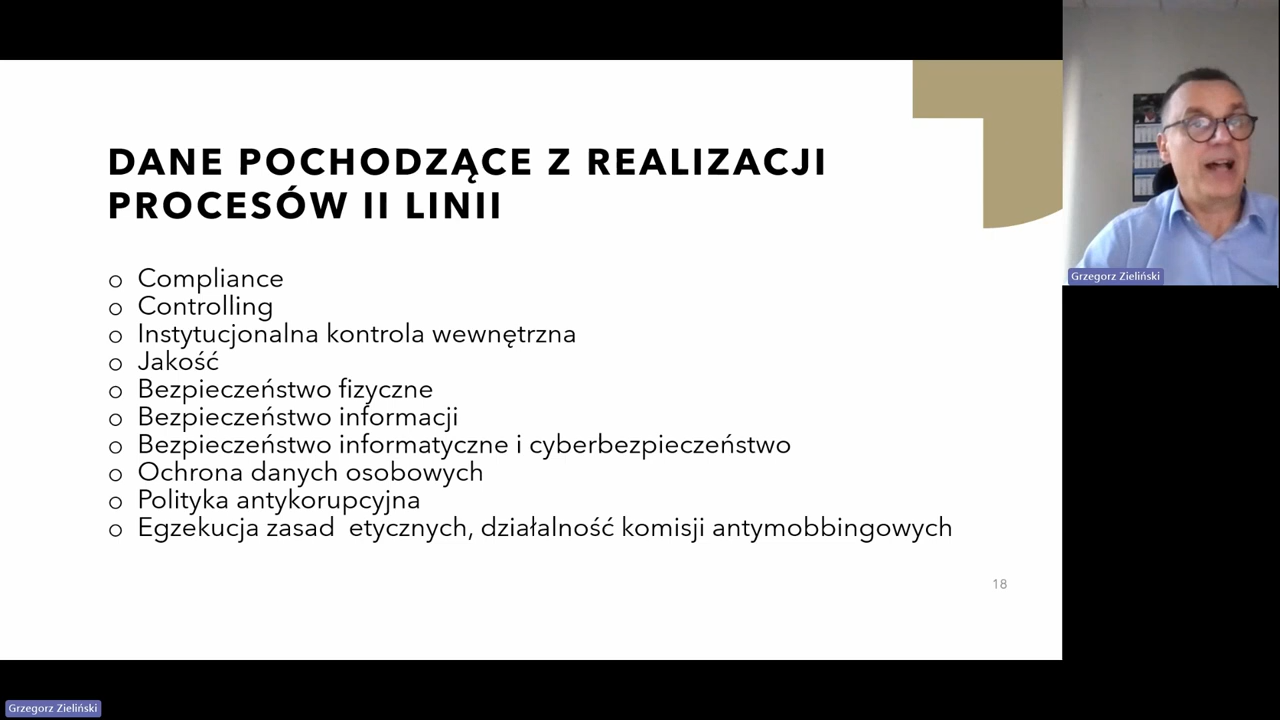 DANE POCHODZĄCE Z REALIZACJI
PROCESÓW II LINII
o Compliance
o Controlling
o Instytucjonalna kontrola wewnętrzna
o Jakość
o Bezpieczeństwo fizyczne
o Bezpieczeństwo informacji
o Bezpieczeństwo informatyczne i cyberbezpieczeństwo
o Ochrona danych osobowych
o Polityka antykorupcyjna
o Egzekucja zasad  etycznych, działalność komisji antymobbingowych
18
Grzegorz Zieliński
Grzegorz Zieliński